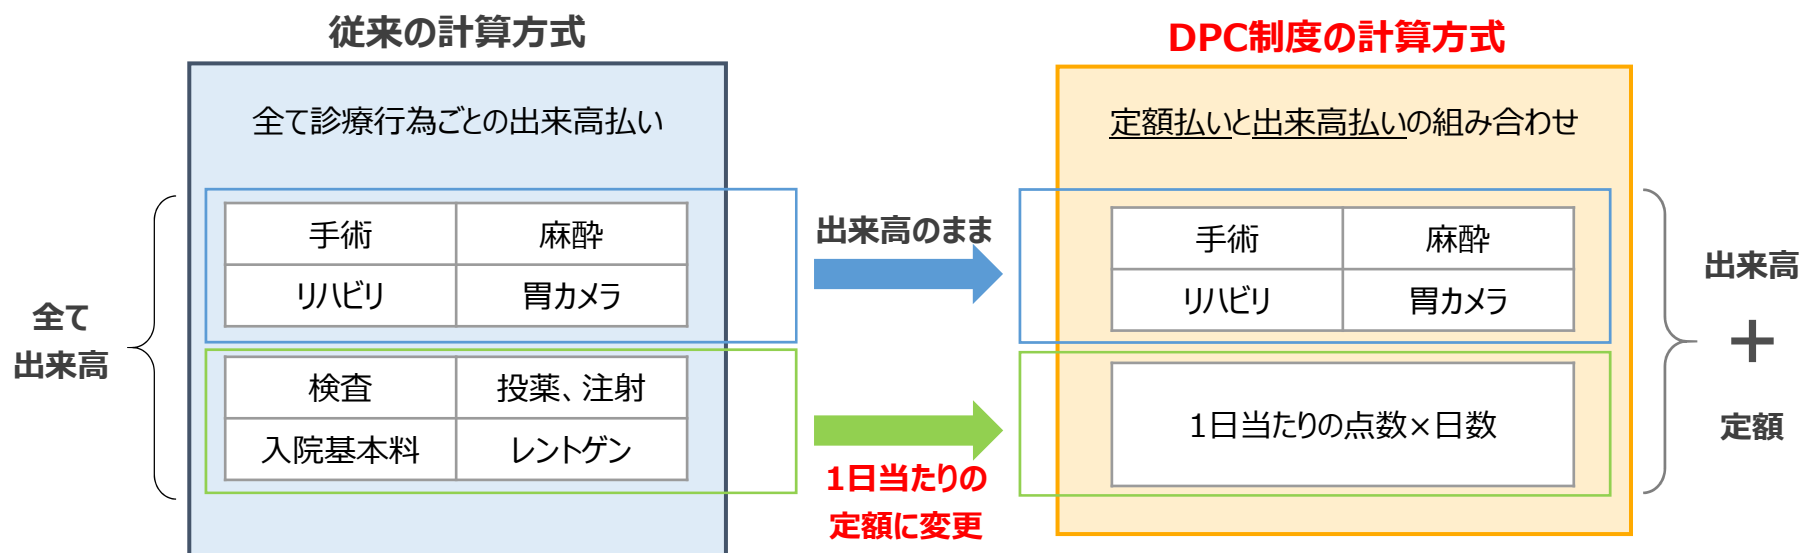 従来の計算方式
全て診療行為ごとの出来高払い
全て
出来高
手術
麻酔
リハビリ
胃カメラ
検査
投薬、注射
入院基本料
レントゲン
出来高のまま
1日当たりの
定額に変更
DPC制度の計算方式
定額払いと出来高払いの組み合わせ
手術
麻酔
リハビリ
胃カメラ
1日当たりの点数×日数
出来高
＋
定額